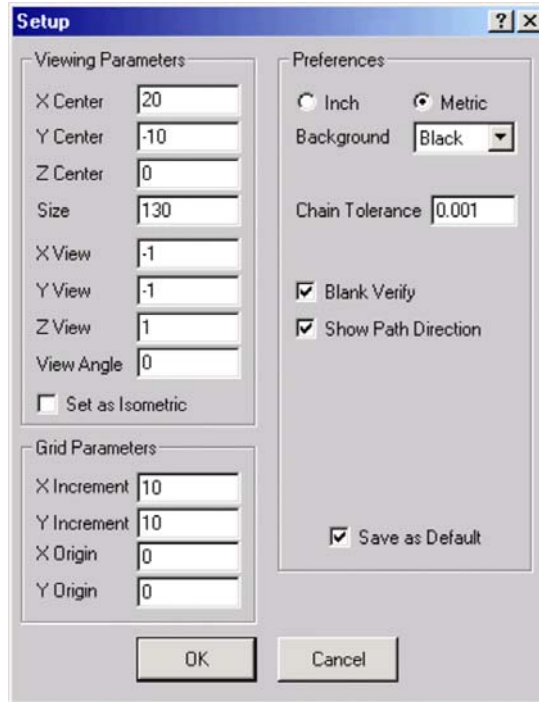 Setup
Viewing Parameters
X Center 20
Y Center -10
Z Center 0
Size 130
X View -1
Y View -1
Z View 1
View Angle 0
Set as Isometric
Grid Parameters
X Increment 10
Y Increment 10
X Origin 0
Y Origin 0
Preferences
Inch Metric
Background Black
Chain Tolerance 0.001
Blank Verify
Show Path Direction
Save as Default
OK Cancel